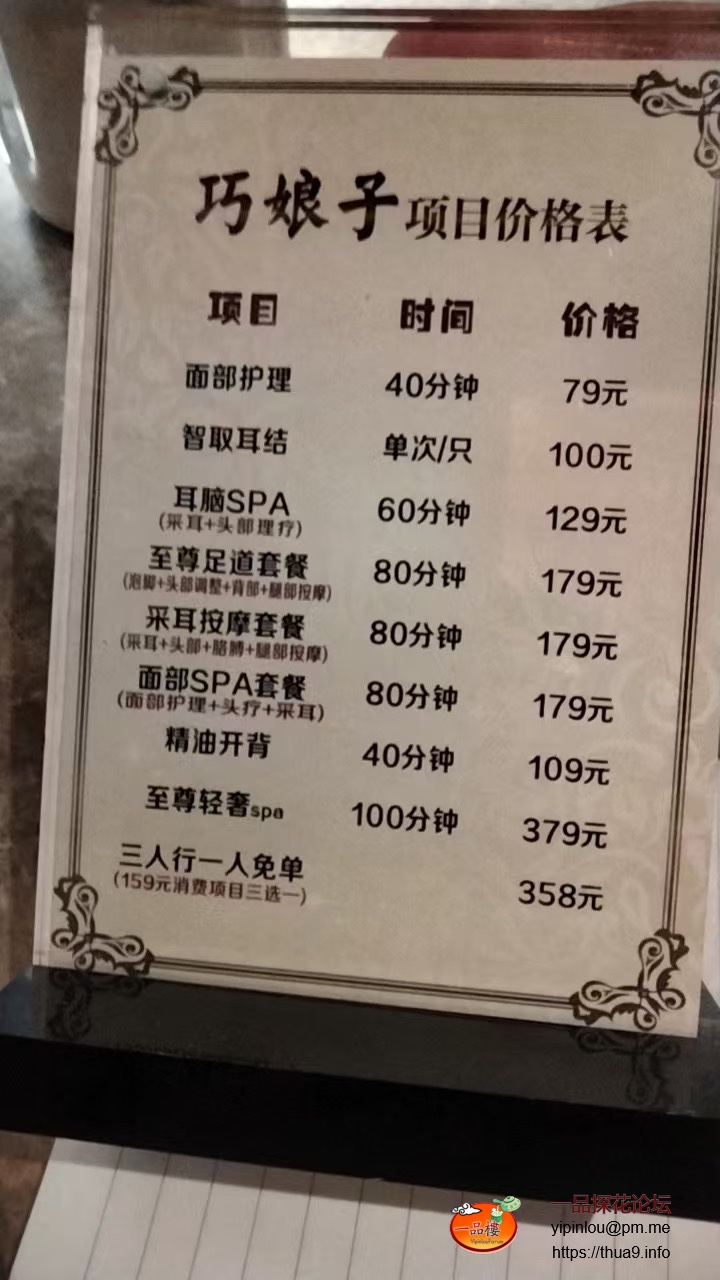 巧娘子项目价格表
项目 时间 价格
面部护理 40分钟 79元
智取耳结 单次/只 100元
耳脑SPA 60分钟 129元
(采耳+头部理疗)
至尊足道套餐 80分钟 179元
(泡脚+头部调整+背部+腿部按摩)
采耳按摩套餐 80分钟 179元
(采耳+头部+胳膊+腿部按摩)
面部SPA套餐 80分钟 179元
(面部护理+头疗+采耳)
精油开背 40分钟 109元
至尊轻奢spa 100分钟 379元
三人行一人免单 358元
(159元消费项目三选一)
一品楼
一品探花论坛
yipinlou@pm.me
https://thua9.info